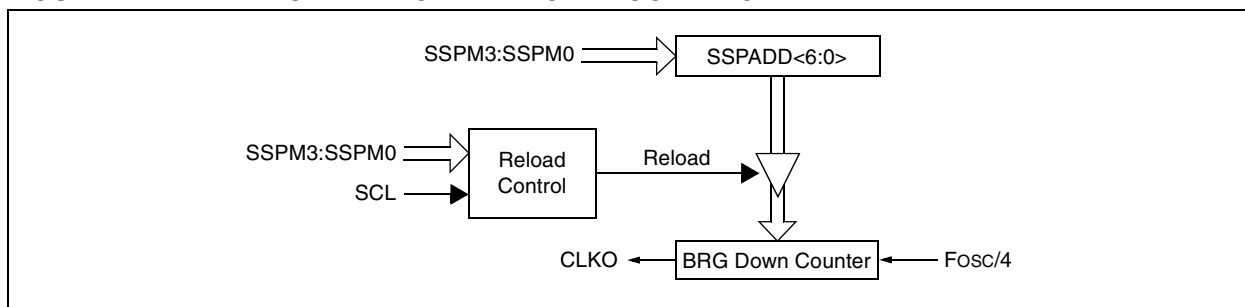 SSPM3:SSPM0
SSPADD<6:0>
SSPM3:SSPM0
Reload
Control
Reload
SCL
CLKO
BRG Down Counter
FOSC/4